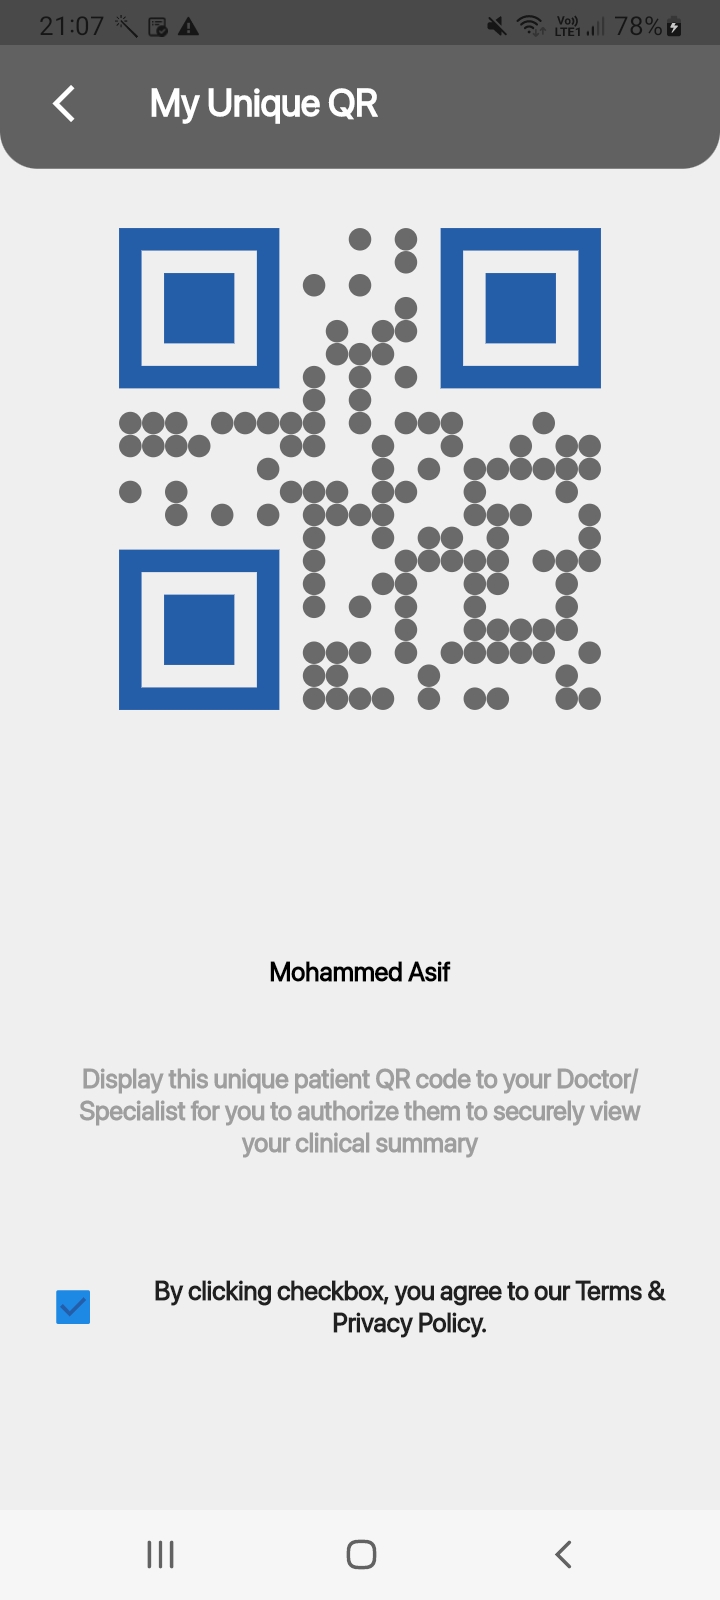 21:07
Vo)) LTE1 78%
My Unique QR
Mohammed Asif
Display this unique patient QR code to your Doctor/
Specialist for you to authorize them to securely view
your clinical summary
By clicking checkbox, you agree to our Terms &
Privacy Policy.